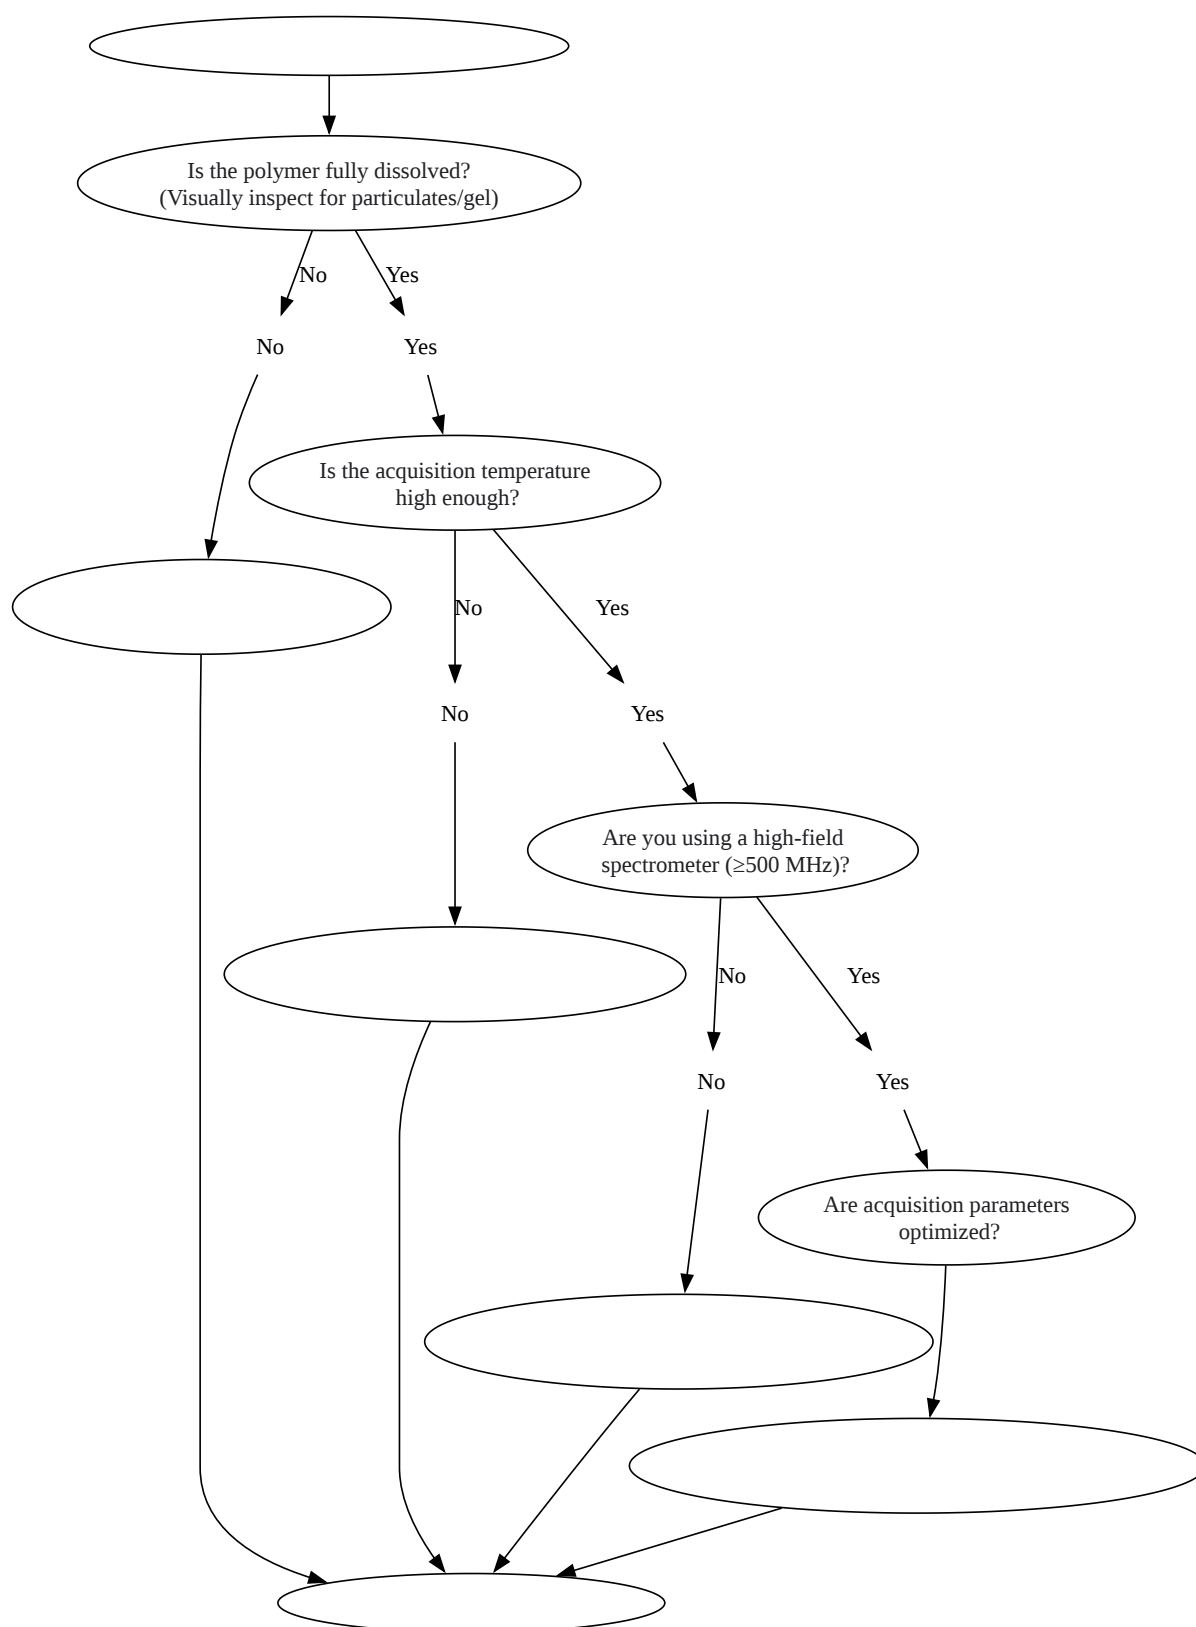 Is the polymer fully dissolved?
(Visually inspect for particulates/gel)
No
Yes
No
Yes
Is the acquisition temperature
high enough?
No
Yes
No
Yes
Are you using a high-field
spectrometer (≥500 MHz)?
No
Yes
No
Yes
Are acquisition parameters
optimized?